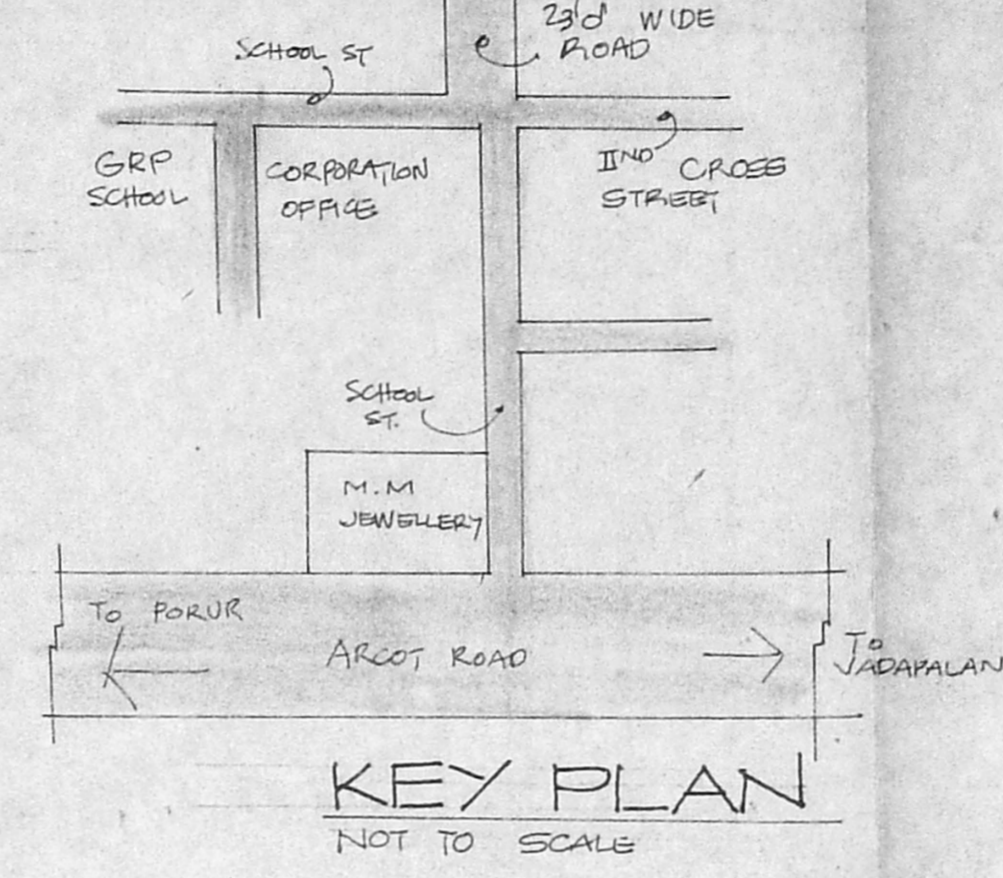 23'0" WIDE
ROAD
SCHOOL ST
GRP
SCHOOL
CORPORATION
OFFICE
IIND CROSS
STREET
SCHOOL
ST.
M.M
JEWELLERY
TO PORUR
ARCOT ROAD
TO
VADAPALAN
KEY PLAN
NOT TO SCALE